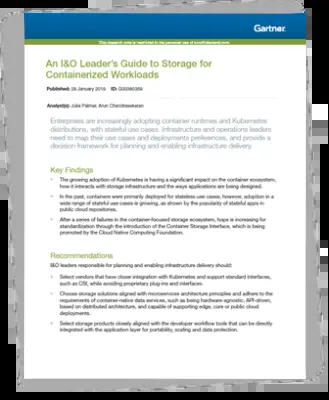 Gartner
This research note is restricted to the personal use of
An I&O Leader's Guide to Storage for
Containerized Workloads
Published: 28 January 2019 ID:
Analyst(s): Julia Palmer, Arun Chandrasekaran
Enterprises are increasingly adopting container runtimes and Kubernetes
distributions, with stateful use cases. Infrastructure and operations leaders
need to map their use cases and deployments preferences, and provide a
decision framework for planning and enabling infrastructure delivery.
Key Findings
• The growing adoption of Kubernetes is having a significant impact on the container ecosystem,
how it interacts with storage infrastructure and the ways applications are being designed.
• In the past, containers were primarily deployed for stateless use cases; however, adoption in a
wide range of stateful use cases is growing, as shown by the popularity of stateful apps in
public cloud repositories.
• After a series of failures in the container-focused storage ecosystem, hope is increasing for
standardization through the introduction of the Container Storage Interface, which is being
promoted by the Cloud Native Computing Foundation.
Recommendations
I&O leaders responsible for planning and enabling infrastructure delivery should:
• Select vendors that have closer integration with Kubernetes and support standard interfaces,
such as CSI, while avoiding proprietary plug-ins and interfaces.
• Choose storage solutions aligned with microservices architecture principles and adhere to the
requirements of container-native data services, such as being hardware-agnostic, API-driven,
based on distributed architecture, and capable of supporting edge, core or public cloud
deployments.
• Select storage products closely aligned with the developer workflow tools that can be directly
integrated with the application layer for portability, scaling and data protection.